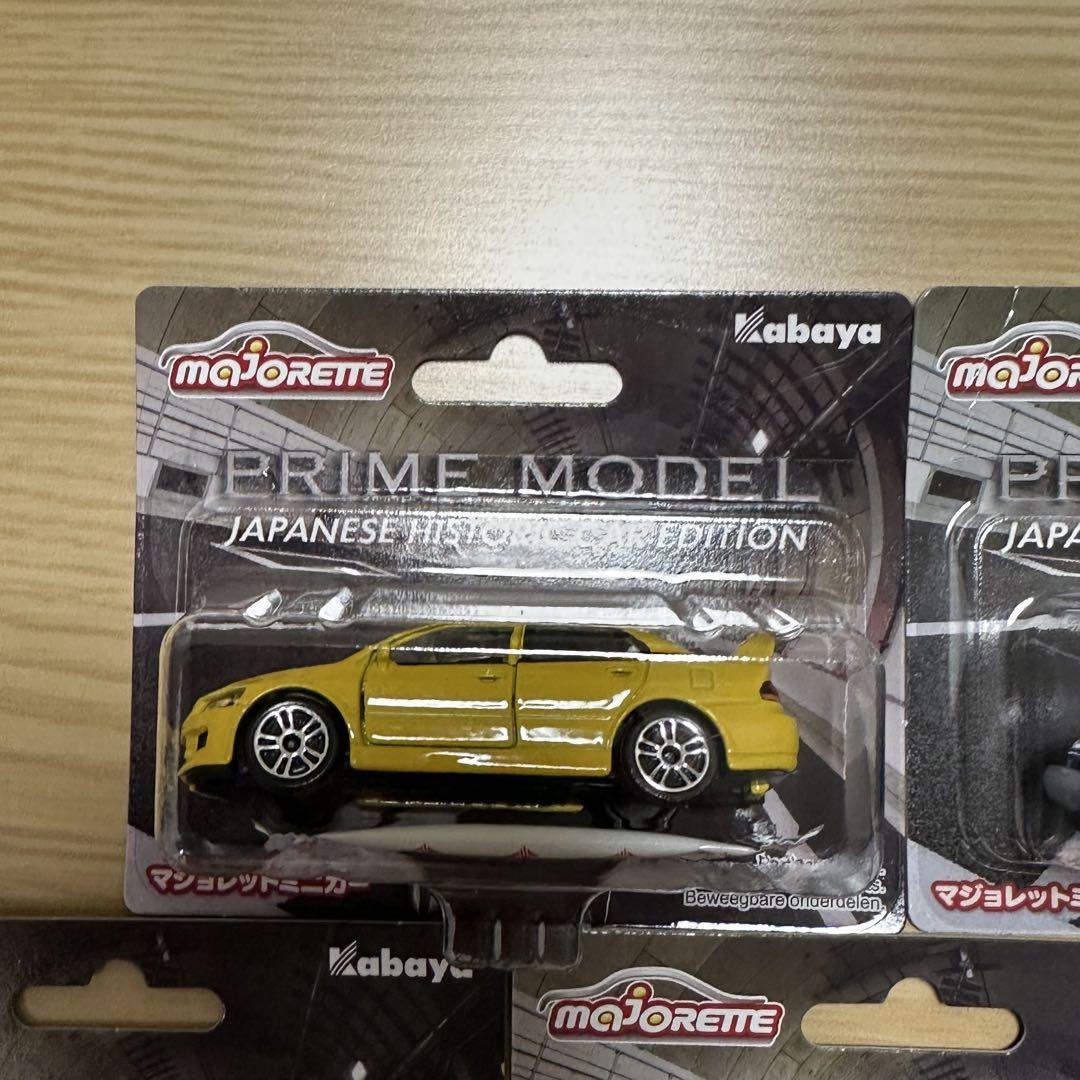 majorette
Kabaya
PRIME MODEL
JAPANESE HISTORIC CAR EDITION
マジョレットミニカー
Beweegbare onderdelen.
major
PR
JAPA
マジョレットミ
Kabaya
majorette